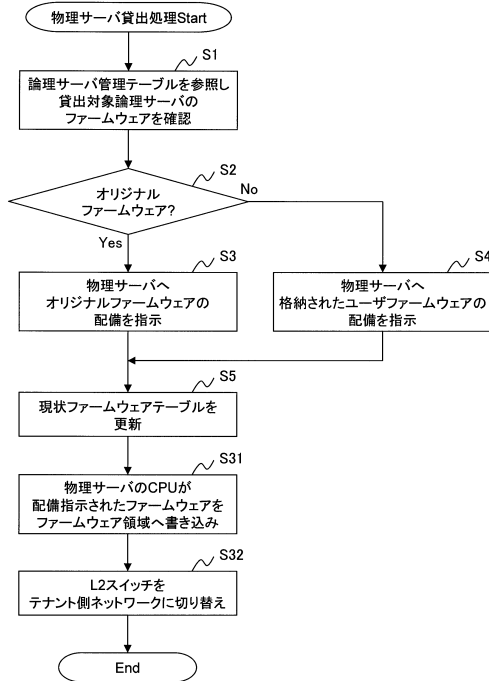 物理サーバ貸出処理Start
S1
論理サーバ管理テーブルを参照し
貸出対象論理サーバの
ファームウェアを確認
S2
オリジナル
ファームウェア?
No
Yes
S3
物理サーバへ
オリジナルファームウェアの
配備を指示
S4
物理サーバへ
格納されたユーザファームウェアの
配備を指示
S5
現状ファームウェアテーブルを
更新
S31
物理サーバのCPUが
配備指示されたファームウェアを
ファームウェア領域へ書き込み
S32
L2スイッチを
テナント側ネットワークに切り替え
End